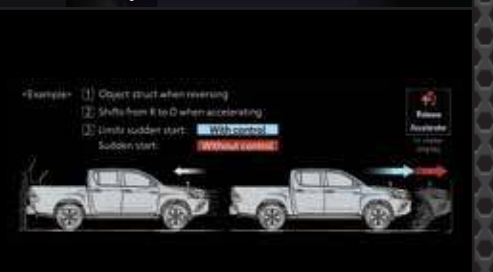 <Example> 1 Object struct when reversing
2 Shifts from R to D when accelerating
3 Limits sudden start: With control
Sudden start: Without control
Release
Accelerator